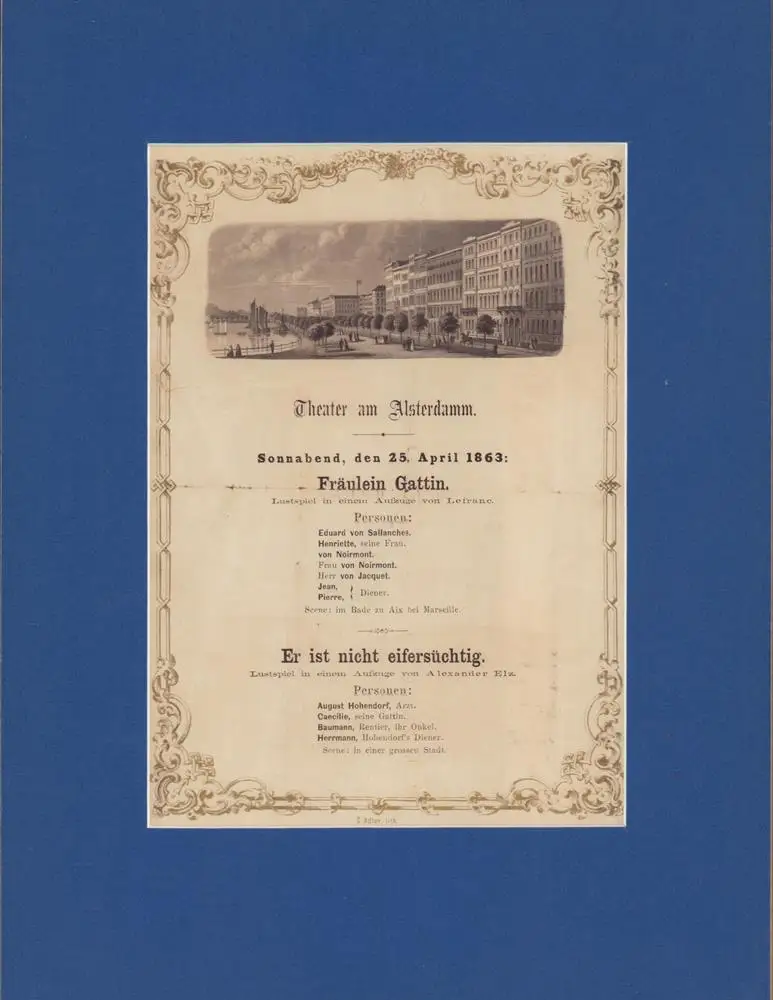 Theater am Alsterdamm.
Sonnabend, den 25. April 1863:
Fräulein Gattin.
Lustspiel in einem Aufzuge von Lefranc.
Personen:
Eduard von Sallanches.
Henriette, seine Frau.
von Noirmont.
Frau von Noirmont.
Herr von Jacquet.
Jean,
Pierre, } Diener.
Scene: im Bade zu Aix bei Marseille.
Er ist nicht eifersüchtig.
Lustspiel in einem Aufzuge von Alexander Elz.
Personen:
August Hohendorf, Arzt.
Caecilie, seine Gattin.
Baumann, Rentier, ihr Onkel.
Herrmann, Hohendorf's Diener.
Scene: in einer grossen Stadt.
Adler lith.